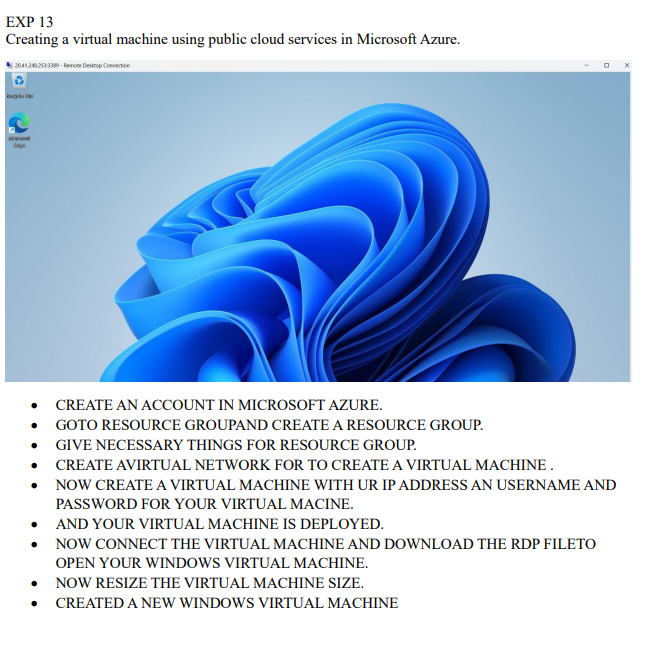 EXP 13
Creating a virtual machine using public cloud services in Microsoft Azure.
20.41.248.253:3389 - Remote Desktop Connection
Recycle Bin
Microsoft
Edge
• CREATE AN ACCOUNT IN MICROSOFT AZURE.
• GOTO RESOURCE GROUPAND CREATE A RESOURCE GROUP.
• GIVE NECESSARY THINGS FOR RESOURCE GROUP.
• CREATE AVIRTUAL NETWORK FOR TO CREATE A VIRTUAL MACHINE .
• NOW CREATE A VIRTUAL MACHINE WITH UR IP ADDRESS AN USERNAME AND
PASSWORD FOR YOUR VIRTUAL MACINE.
• AND YOUR VIRTUAL MACHINE IS DEPLOYED.
• NOW CONNECT THE VIRTUAL MACHINE AND DOWNLOAD THE RDP FILETO
OPEN YOUR WINDOWS VIRTUAL MACHINE.
• NOW RESIZE THE VIRTUAL MACHINE SIZE.
• CREATED A NEW WINDOWS VIRTUAL MACHINE